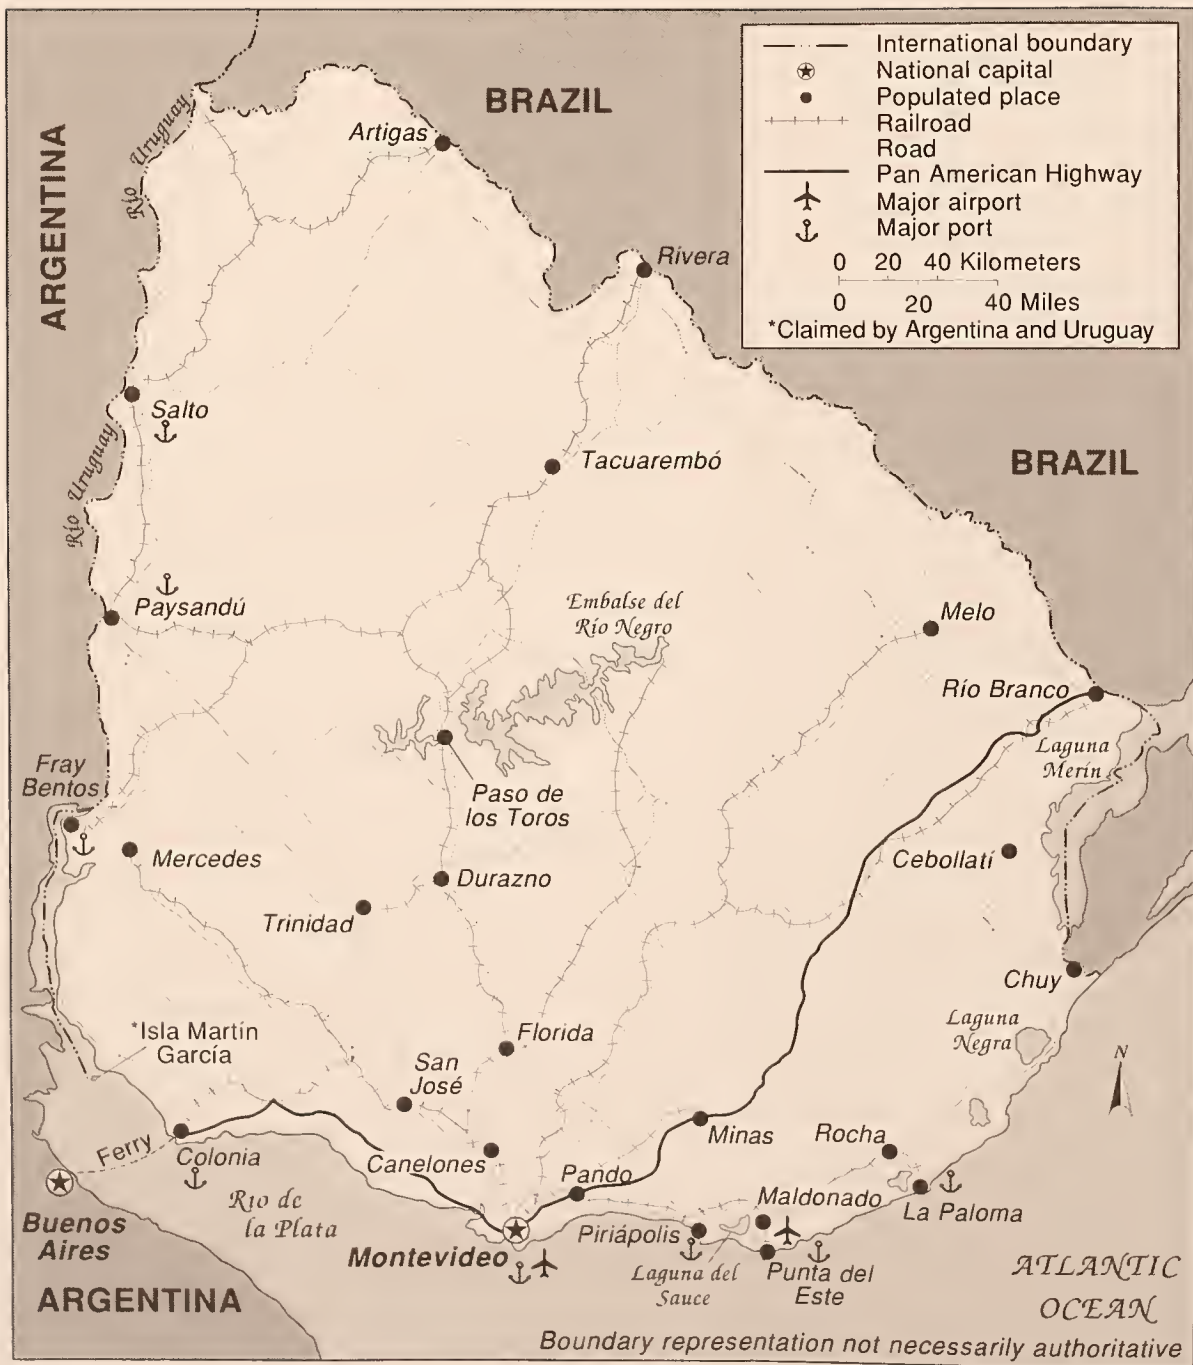 BRAZIL
ARGENTINA
Río Uruguay
Artigas
International boundary
National capital
Populated place
Railroad
Road
Pan American Highway
Major airport
Major port
0 20 40 Kilometers
0 20 40 Miles
*Claimed by Argentina and Uruguay
Rivera
Salto
Río Uruguay
Tacuarembó
BRAZIL
Paysandú
Embalse del
Río Negro
Melo
Río Branco
Laguna
Merín
Fray
Bentos
Paso de
los Toros
Mercedes
Cebollatí
Durazno
Trinidad
Chuy
*Isla Martín
García
Florida
Laguna
Negra
N
San
José
Minas
Rocha
Ferry
Colonia
Canelones
Pando
Maldonado
La Paloma
Río de
la Plata
Buenos
Aires
Montevideo
Piriápolis
Laguna del
Sauce
Punta del
Este
ARGENTINA
ATLANTIC
OCEAN
Boundary representation not necessarily authoritative